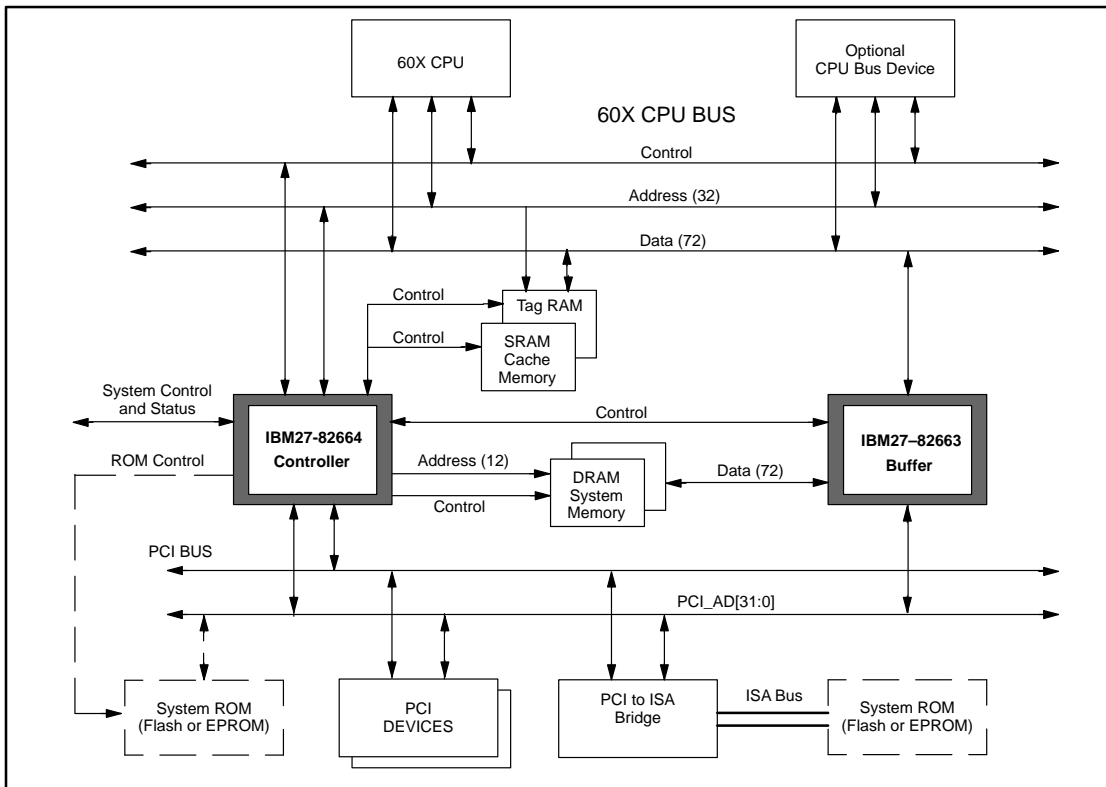 60X CPU
Optional
CPU Bus Device
60X CPU BUS
Control
Address (32)
Data (72)
Control
Tag RAM
Control
SRAM
Cache
Memory
System Control
and Status
IBM27-82664
Controller
Control
IBM27–82663
Buffer
ROM Control
Address (12)
Control
DRAM
System
Memory
Data (72)
PCI BUS
PCI_AD[31:0]
System ROM
(Flash or EPROM)
PCI
DEVICES
PCI to ISA
Bridge
ISA Bus
System ROM
(Flash or EPROM)